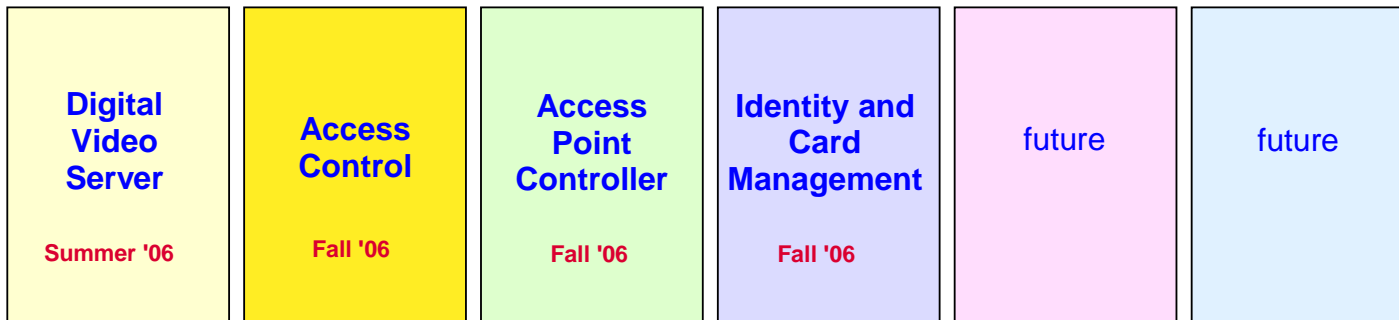 Digital
Video
Server
Summer '06
Access
Control
Fall '06
Access
Point
Controller
Fall '06
Identity and
Card
Management
Fall '06
future
future